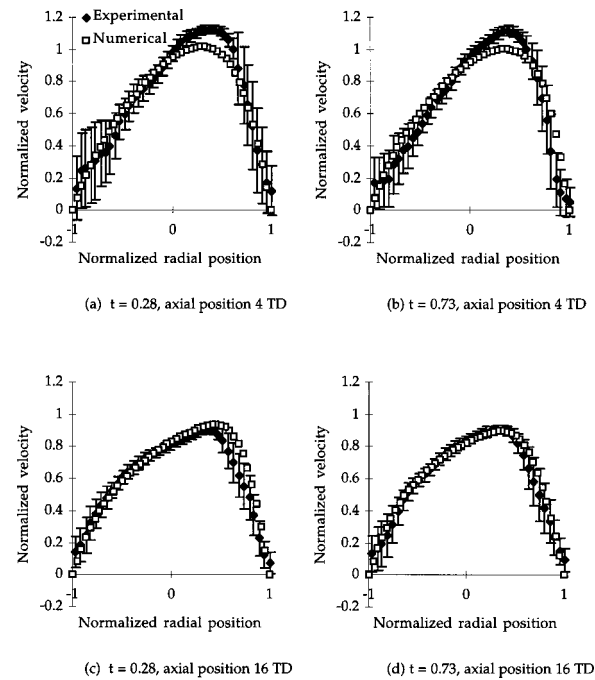 ◆ Experimental
□ Numerical
Normalized velocity
1.2
1
0.8
0.6
0.4
0.2
0
-0.2
-1 0 1
Normalized radial position
(a) t = 0.28, axial position 4 TD
Normalized velocity
1.2
1
0.8
0.6
0.4
0.2
0
-0.2
-1 0 1
Normalized radial position
(b) t = 0.73, axial position 4 TD
Normalized velocity
1.2
1
0.8
0.6
0.4
0.2
0
-0.2
-1 0 1
Normalized radial position
(c) t = 0.28, axial position 16 TD
Normalized velocity
1.2
1
0.8
0.6
0.4
0.2
0
-0.2
-1 0 1
Normalized radial position
(d) t = 0.73, axial position 16 TD